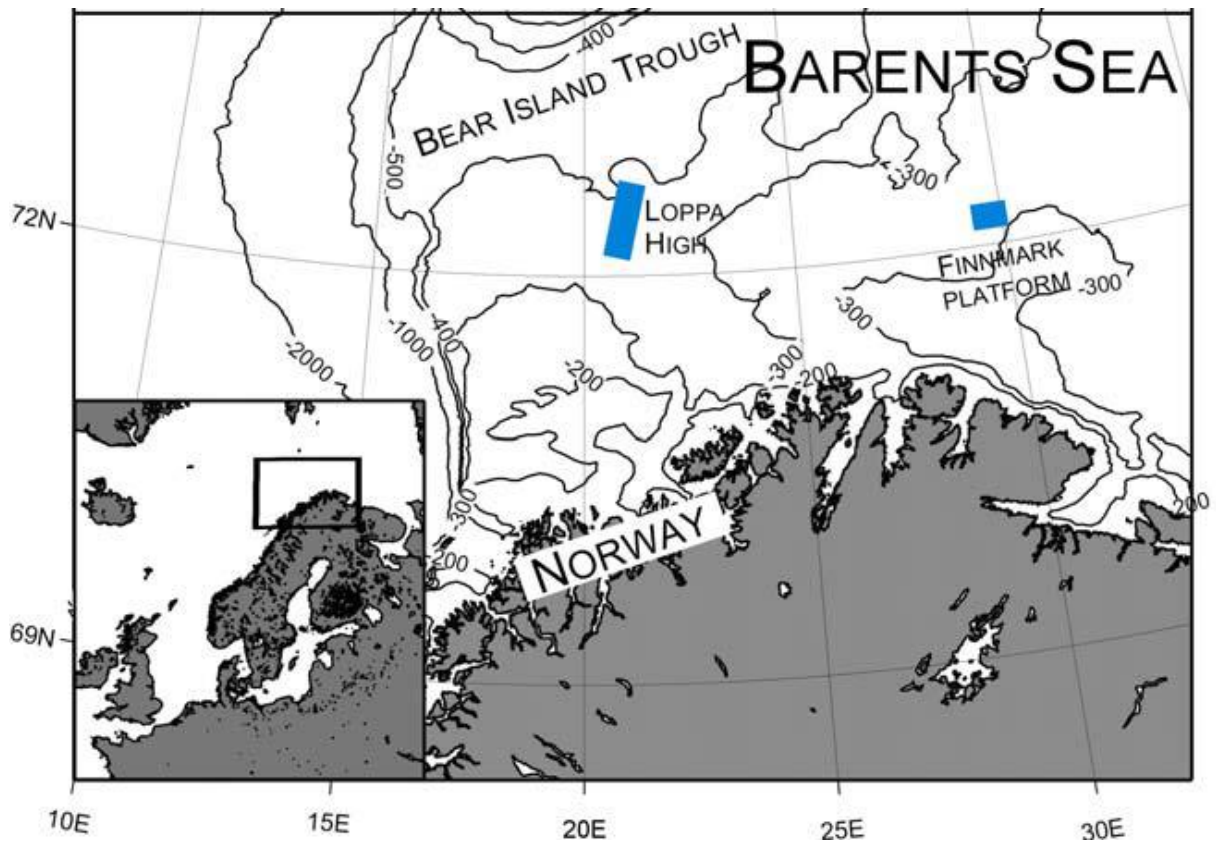 -400
BEAR ISLAND TROUGH
BARENTS SEA
-500
-300
72N
LOPPA
HIGH
FINNMARK
PLATFORM
-300
-300
-2000
-1000
-400
-200
-300
-200
-300
-200
200
NORWAY
69N
10E
15E
20E
25E
30E